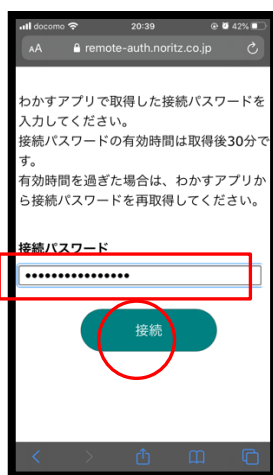 docomo 20:39 42%
AA remote-auth.noritz.co.jp
わかすアプリで取得した接続パスワードを
入力してください。
接続パスワードの有効時間は取得後30分で
す。
有効時間を過ぎた場合は、わかすアプリか
ら接続パスワードを再取得してください。
接続パスワード
••••••••••••••••
接続